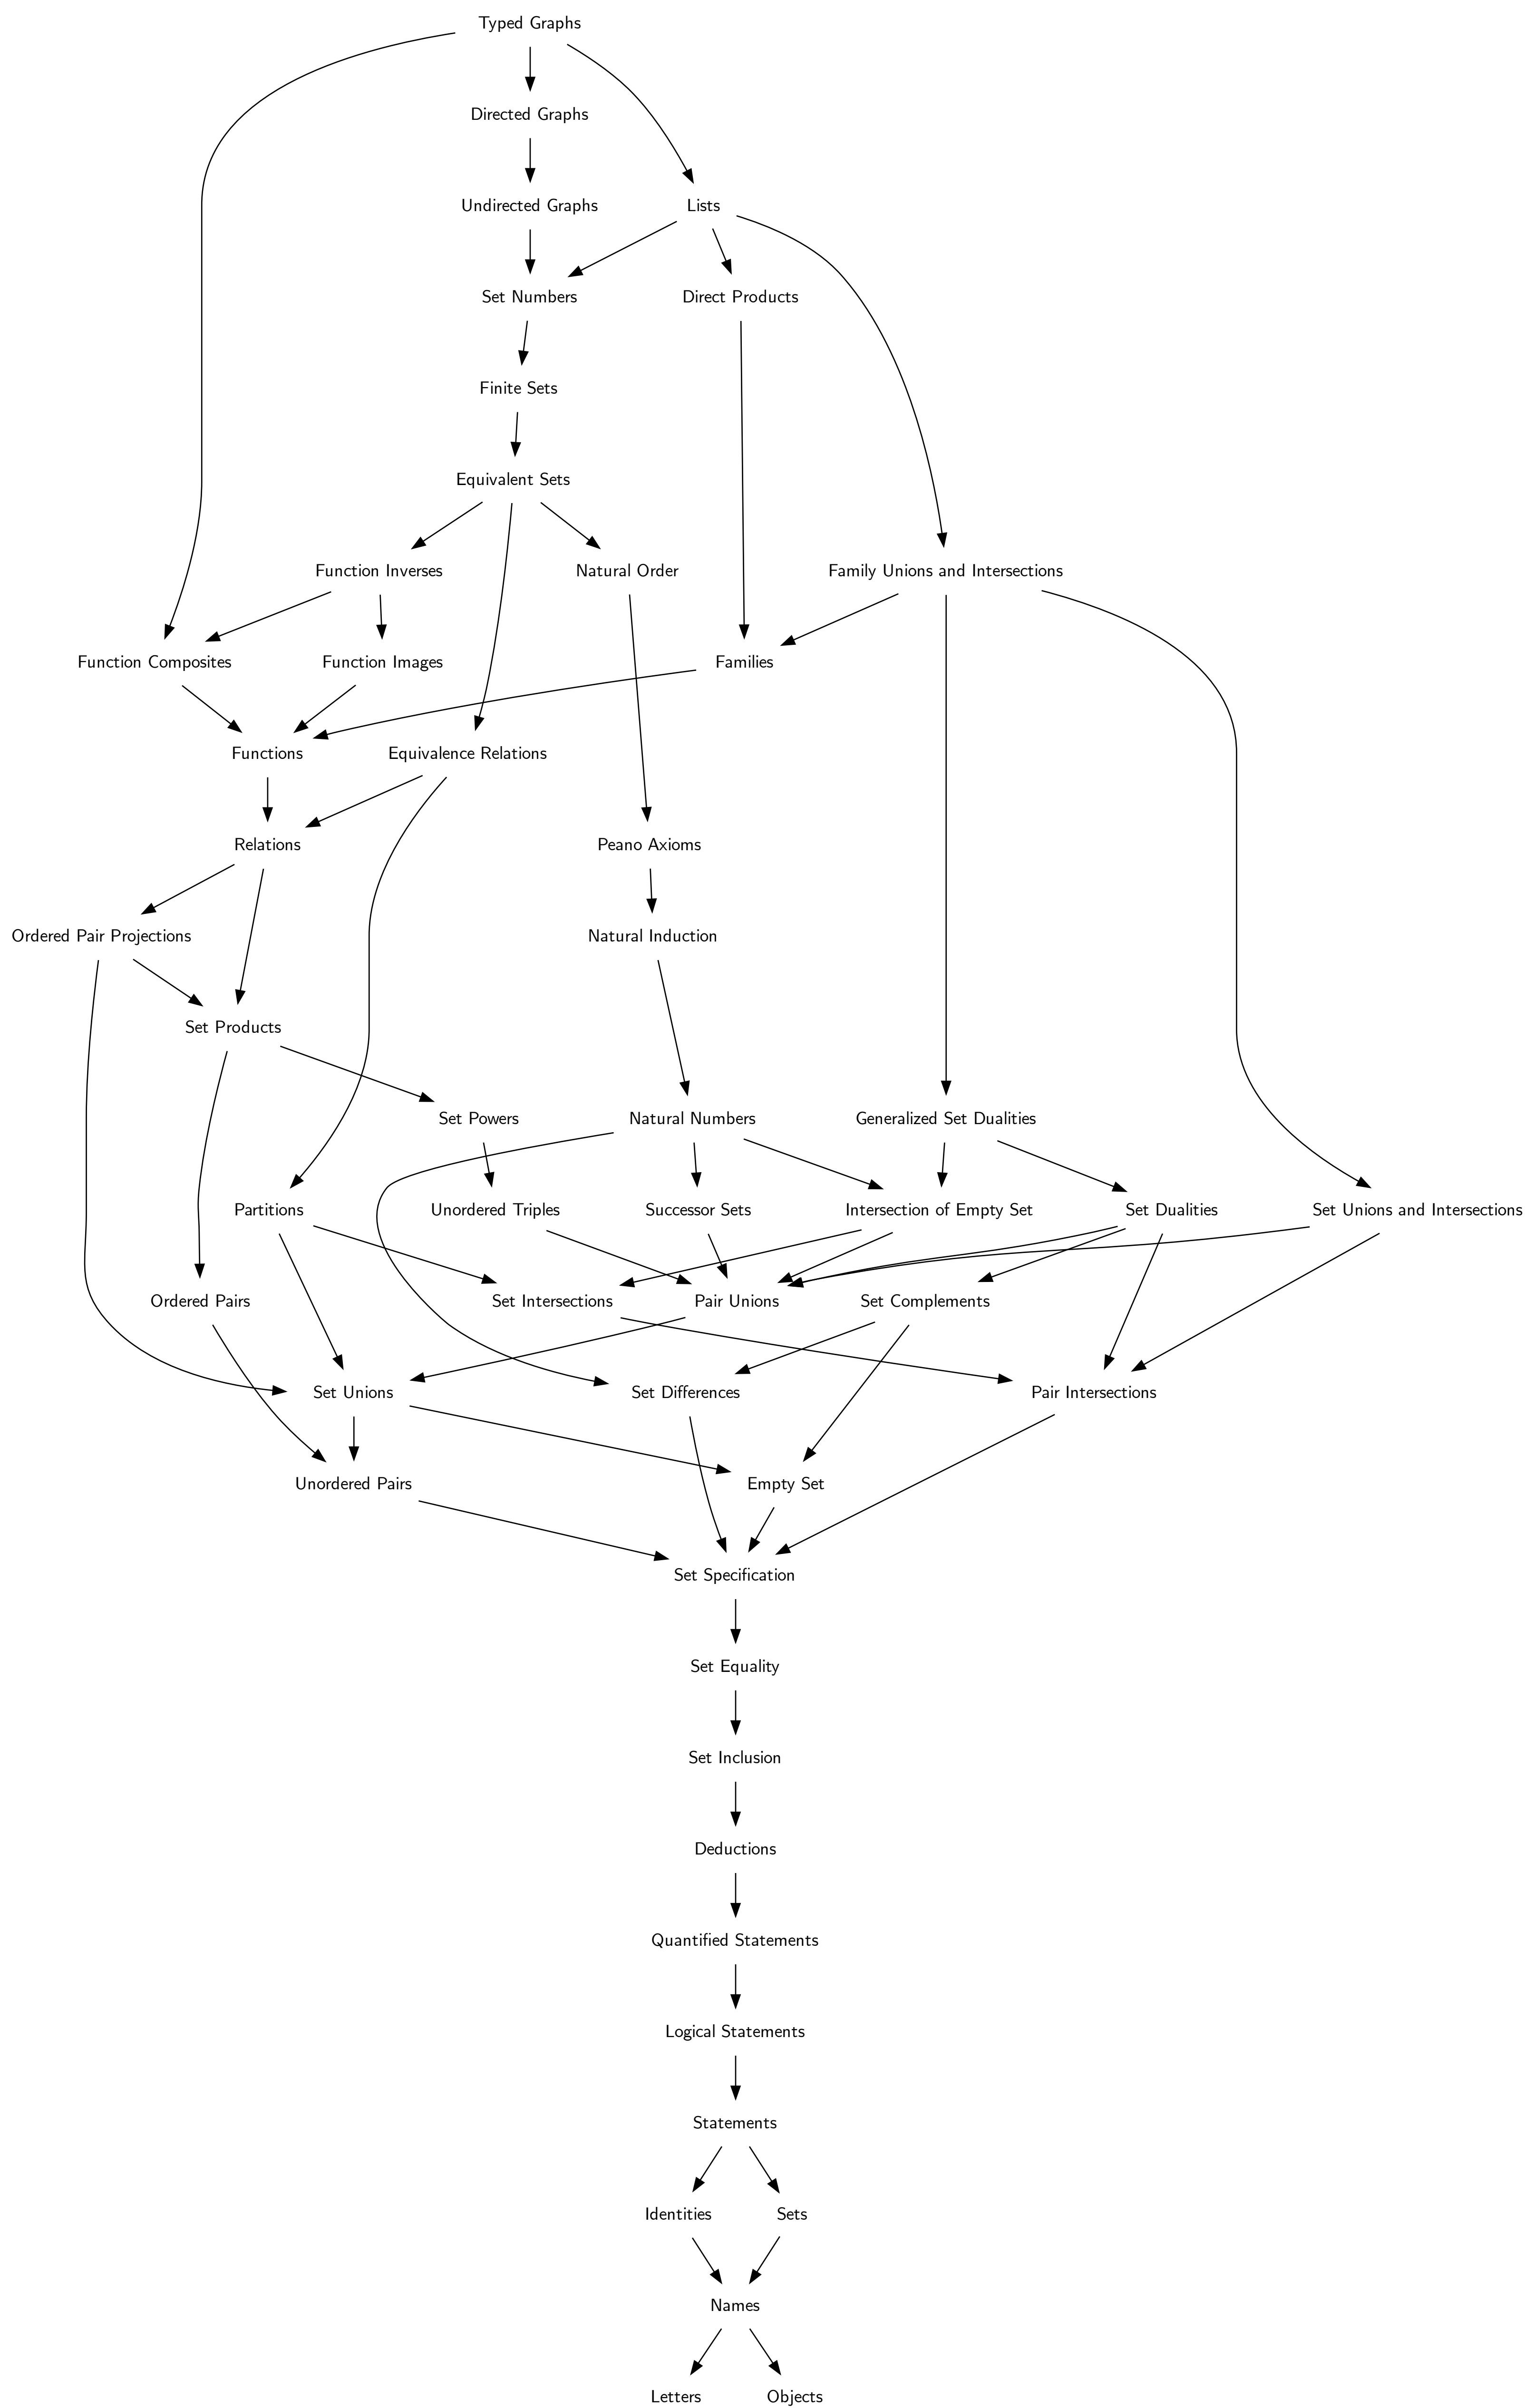 Typed Graphs
Directed Graphs
Undirected Graphs
Lists
Set Numbers
Direct Products
Finite Sets
Equivalent Sets
Function Inverses
Natural Order
Family Unions and Intersections
Function Composites
Function Images
Families
Functions
Equivalence Relations
Relations
Peano Axioms
Ordered Pair Projections
Natural Induction
Set Products
Set Powers
Natural Numbers
Generalized Set Dualities
Partitions
Unordered Triples
Successor Sets
Intersection of Empty Set
Set Dualities
Set Unions and Intersections
Ordered Pairs
Set Intersections
Pair Unions
Set Complements
Set Unions
Set Differences
Pair Intersections
Unordered Pairs
Empty Set
Set Specification
Set Equality
Set Inclusion
Deductions
Quantified Statements
Logical Statements
Statements
Identities
Sets
Names
Letters
Objects